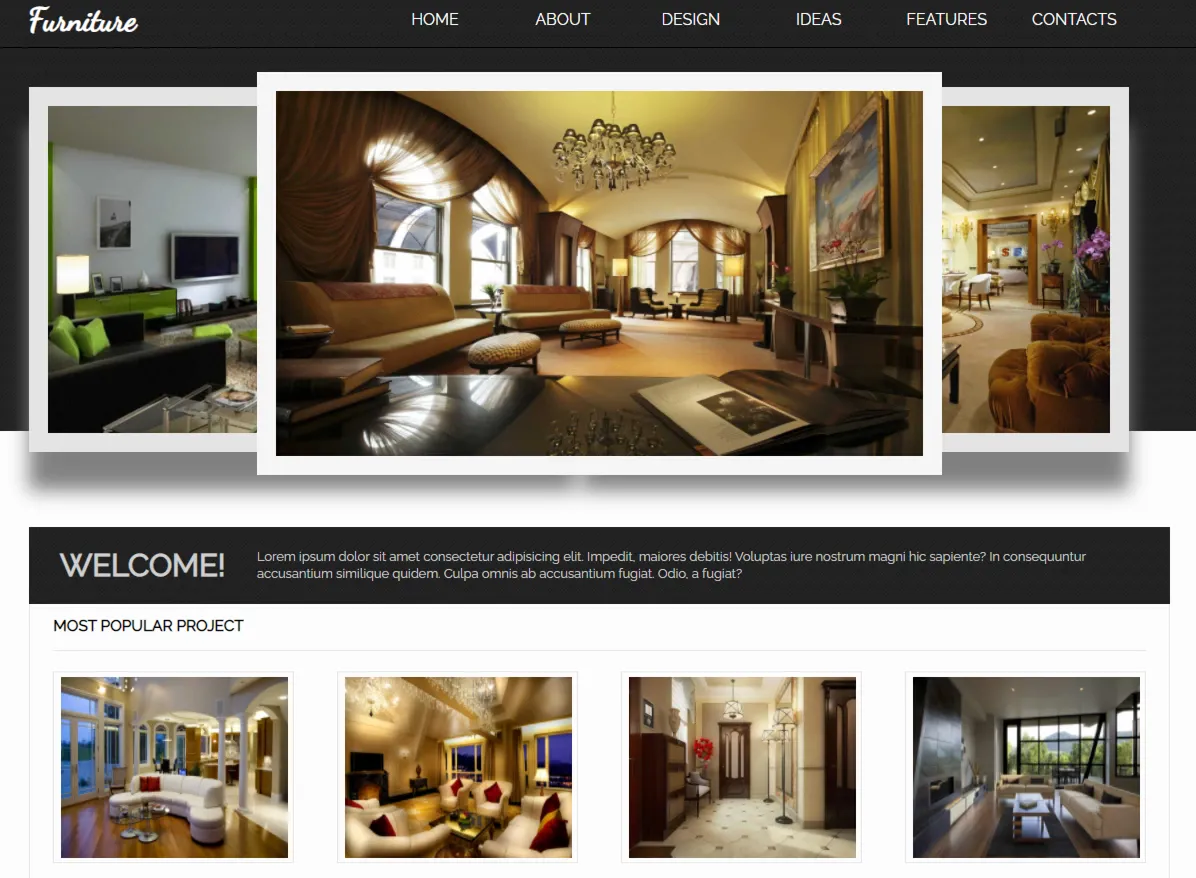 Furniture
HOME ABOUT DESIGN IDEAS FEATURES CONTACTS
WELCOME!
Lorem ipsum dolor sit amet consectetur adipisicing elit. Impedit, maiores debitis! Voluptas iure nostrum magni hic sapiente? In consequuntur
accusantium similique quidem. Culpa omnis ab accusantium fugiat. Odio, a fugiat?
MOST POPULAR PROJECT